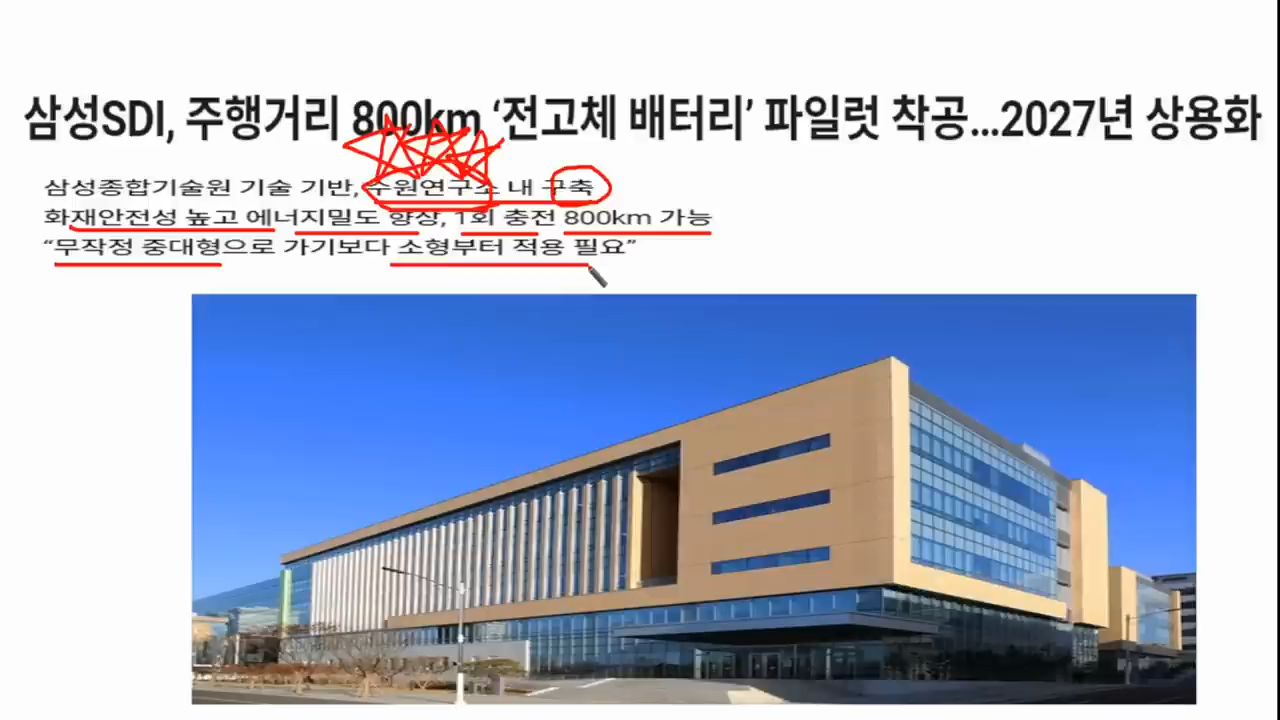 삼성SDI, 주행거리 800km ‘전고체 배터리’ 파일럿 착공...2027년 상용화
삼성종합기술원 기술 기반, 수원연구소 내 구축
화재안전성 높고 에너지밀도 향상, 1회 충전 800km 가능
“무작정 중대형으로 가기보다 소형부터 적용 필요”